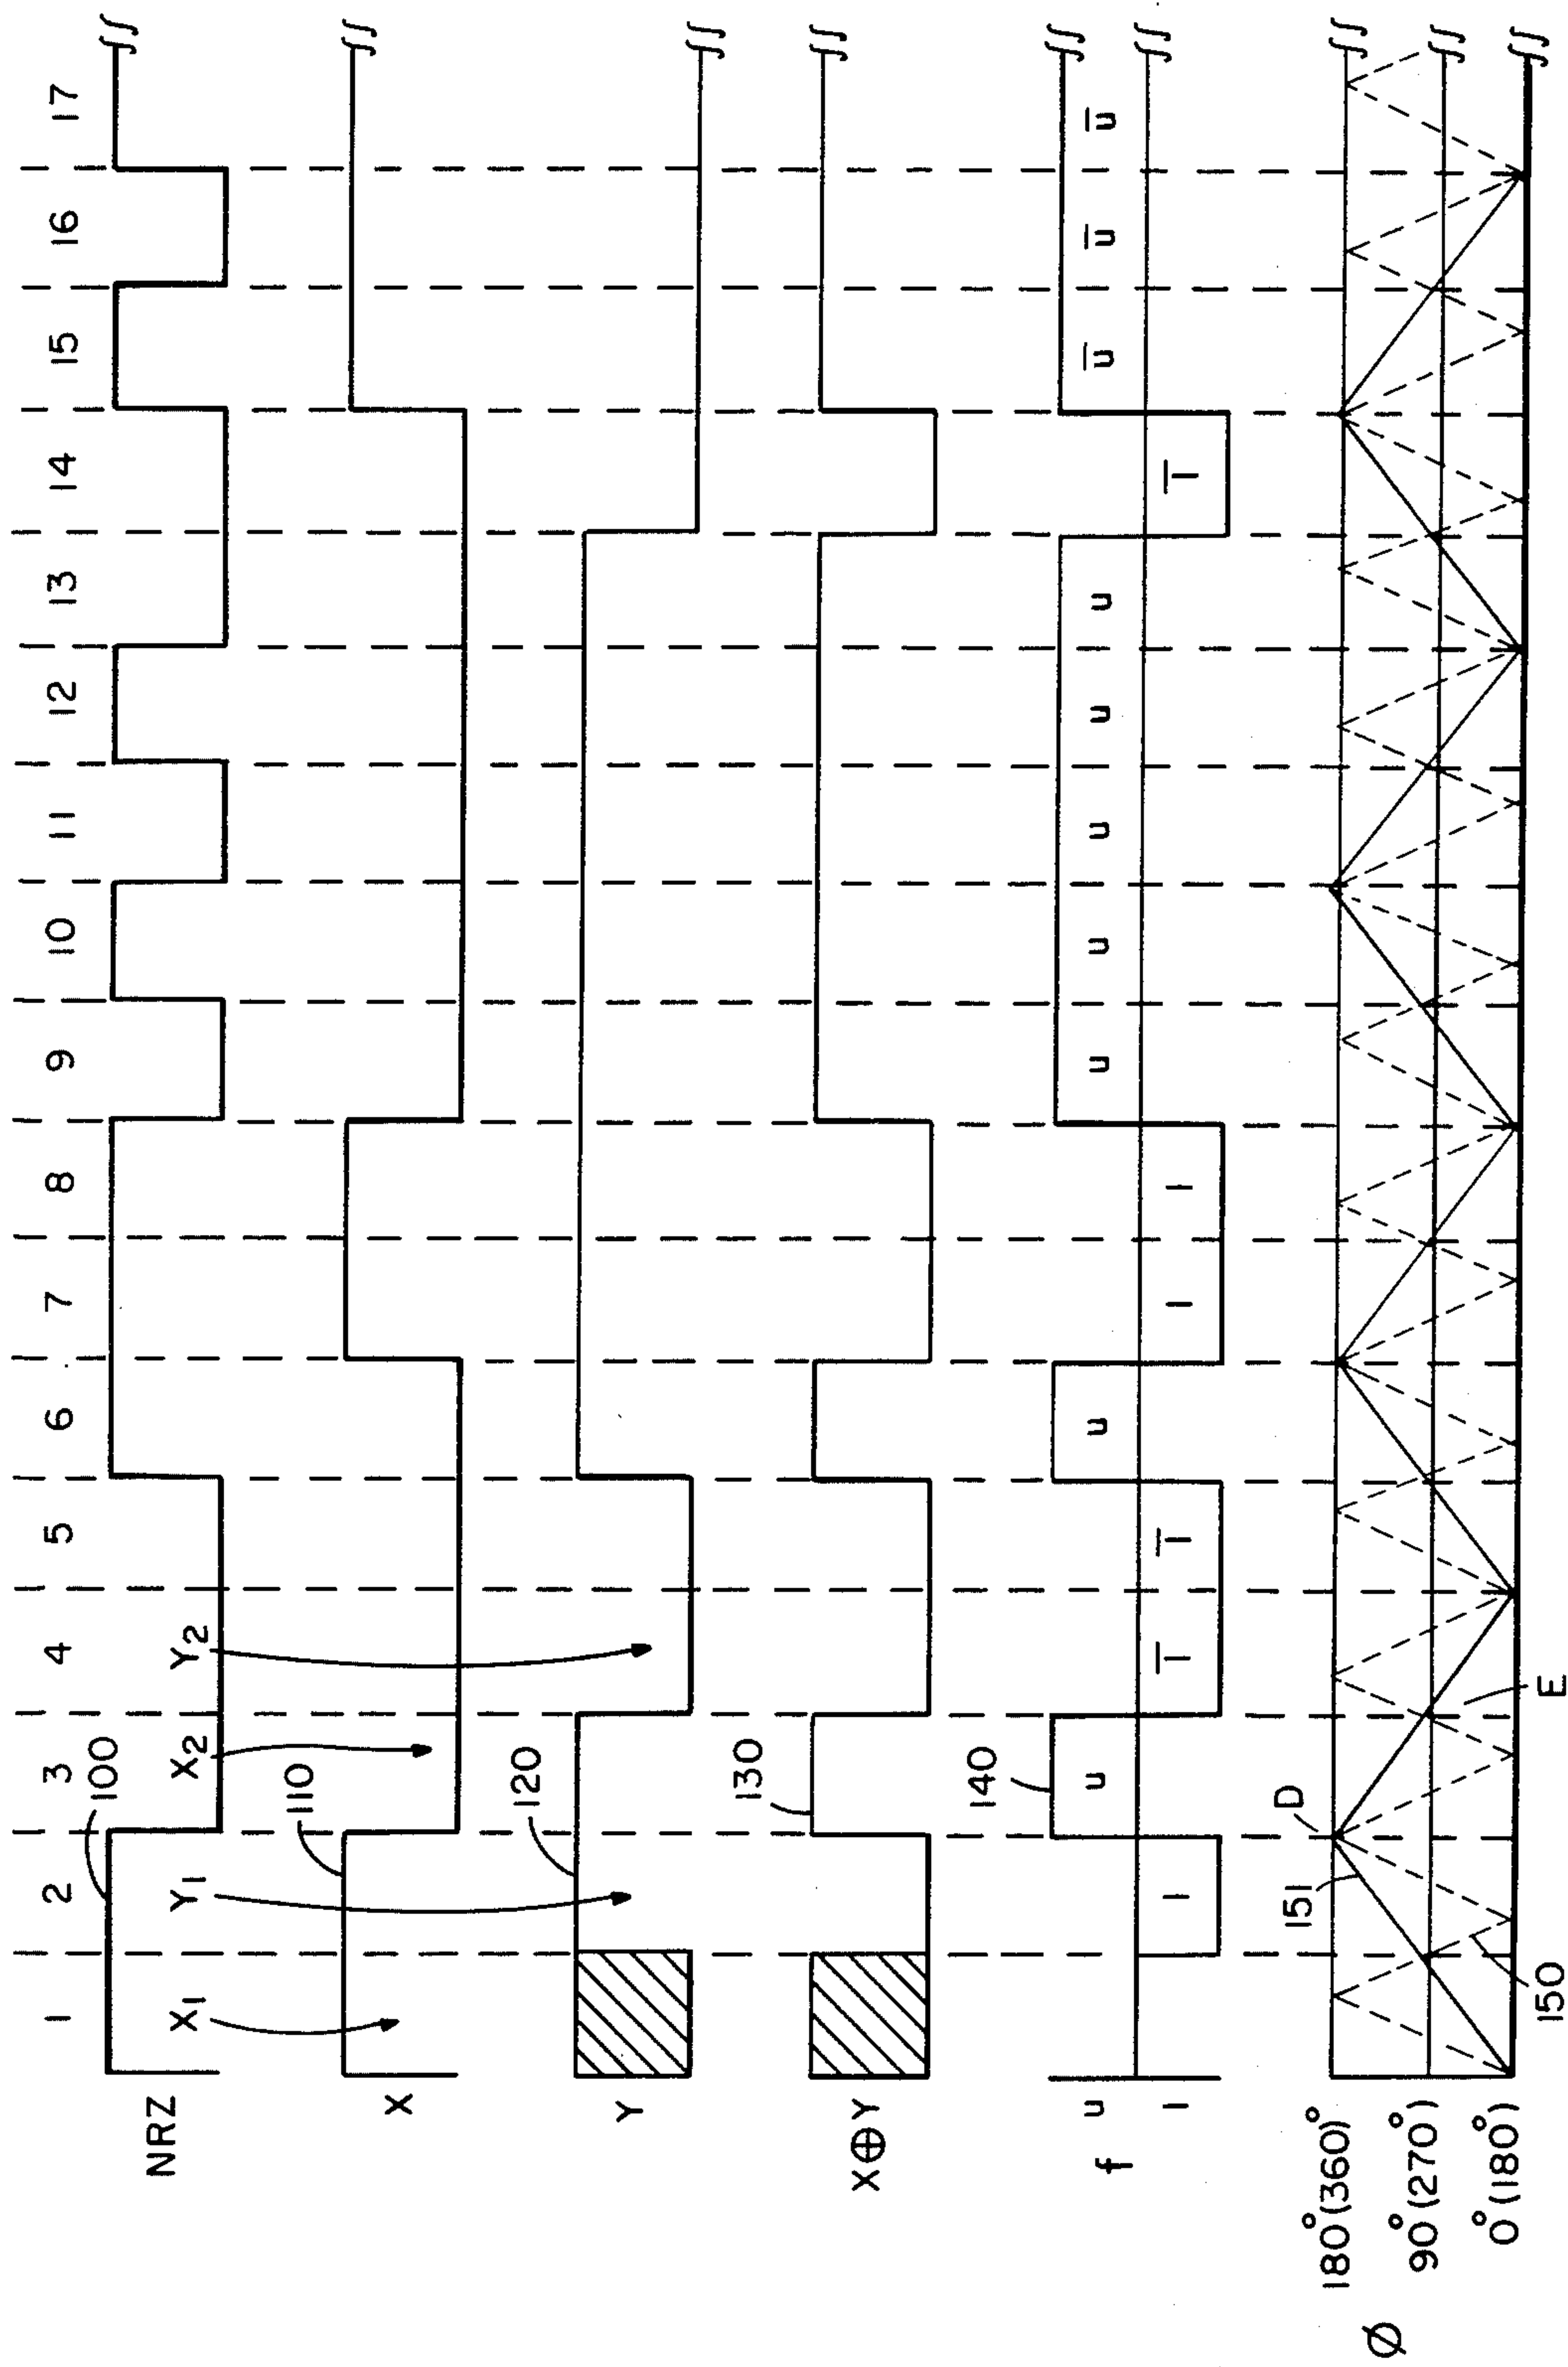 1 2 3 4 5 6 7 8 9 10 11 12 13 14 15 16 17
NRZ
100
X1 Y1 X2 Y2
X
110
Y
120
X⊕Y
130
f
u
l
140
l u l̅ l̅ u l l u u u u u l̅ u̅ u̅ u̅
Ø
180° (360)°
90° (270°)
0° (180°)
151
D
150
E